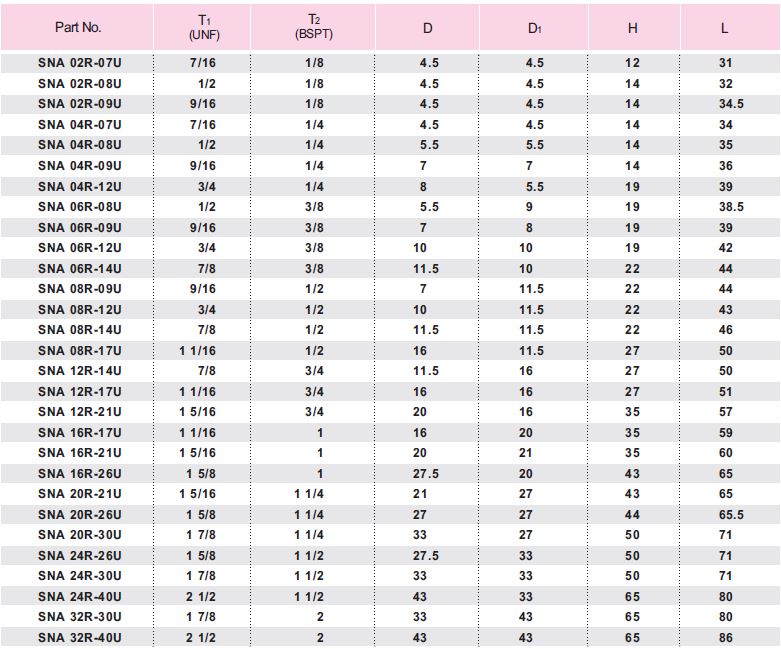 Part No. T1 (UNF) T2 (BSPT) D D1 H L
SNA 02R-07U 7/16 1/8 4.5 4.5 12 31
SNA 02R-08U 1/2 1/8 4.5 4.5 14 32
SNA 02R-09U 9/16 1/8 4.5 4.5 14 34.5
SNA 04R-07U 7/16 1/4 4.5 4.5 14 34
SNA 04R-08U 1/2 1/4 5.5 5.5 14 35
SNA 04R-09U 9/16 1/4 7 7 14 36
SNA 04R-12U 3/4 1/4 8 5.5 19 39
SNA 06R-08U 1/2 3/8 5.5 9 19 38.5
SNA 06R-09U 9/16 3/8 7 8 19 39
SNA 06R-12U 3/4 3/8 10 10 19 42
SNA 06R-14U 7/8 3/8 11.5 10 22 44
SNA 08R-09U 9/16 1/2 7 11.5 22 44
SNA 08R-12U 3/4 1/2 10 11.5 22 43
SNA 08R-14U 7/8 1/2 11.5 11.5 22 46
SNA 08R-17U 1 1/16 1/2 16 11.5 27 50
SNA 12R-14U 7/8 3/4 11.5 16 27 50
SNA 12R-17U 1 1/16 3/4 16 16 27 51
SNA 12R-21U 1 5/16 3/4 20 16 35 57
SNA 16R-17U 1 1/16 1 16 20 35 59
SNA 16R-21U 1 5/16 1 20 21 35 60
SNA 16R-26U 1 5/8 1 27.5 20 43 65
SNA 20R-21U 1 5/16 1 1/4 21 27 43 65
SNA 20R-26U 1 5/8 1 1/4 27 27 44 65.5
SNA 20R-30U 1 7/8 1 1/4 33 27 50 71
SNA 24R-26U 1 5/8 1 1/2 27.5 33 50 71
SNA 24R-30U 1 7/8 1 1/2 33 33 50 71
SNA 24R-40U 2 1/2 1 1/2 43 33 65 80
SNA 32R-30U 1 7/8 2 33 43 65 80
SNA 32R-40U 2 1/2 2 43 43 65 86